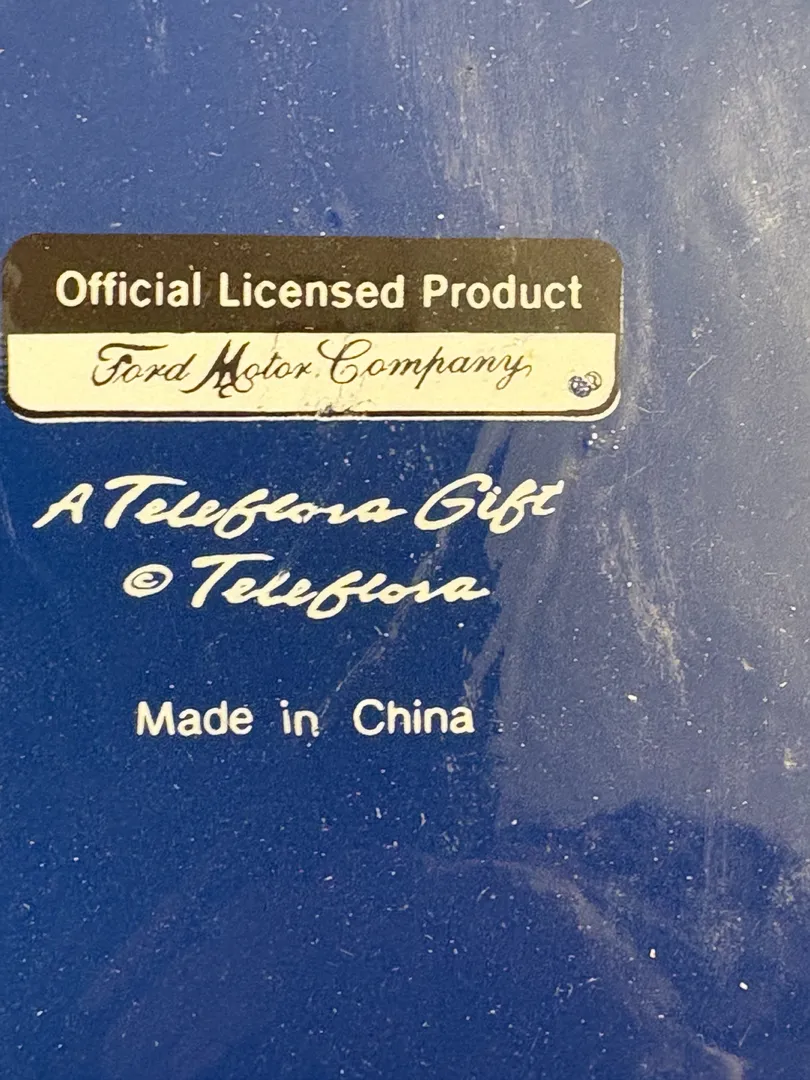 Official Licensed Product
Ford Motor Company
A Teleflora Gift
© Teleflora
Made in China